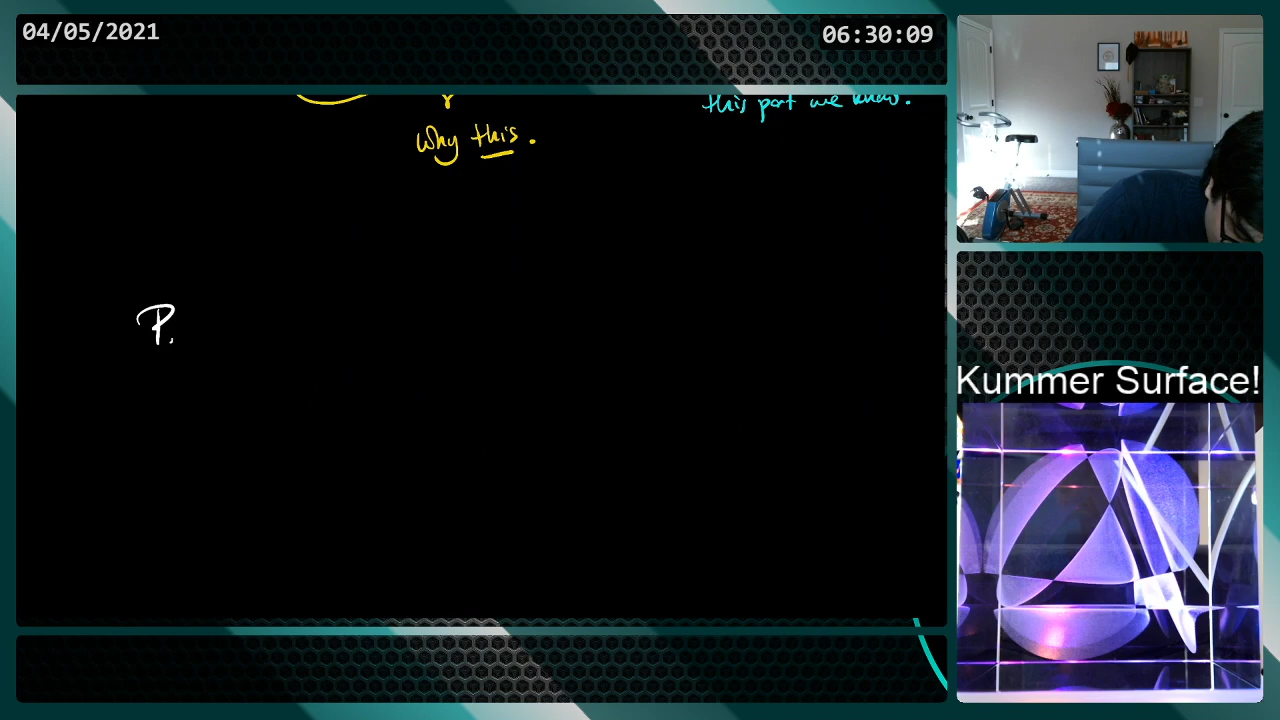 04/05/2021
06:30:09
this part we know.
Why this.
P.
Kummer Surface!